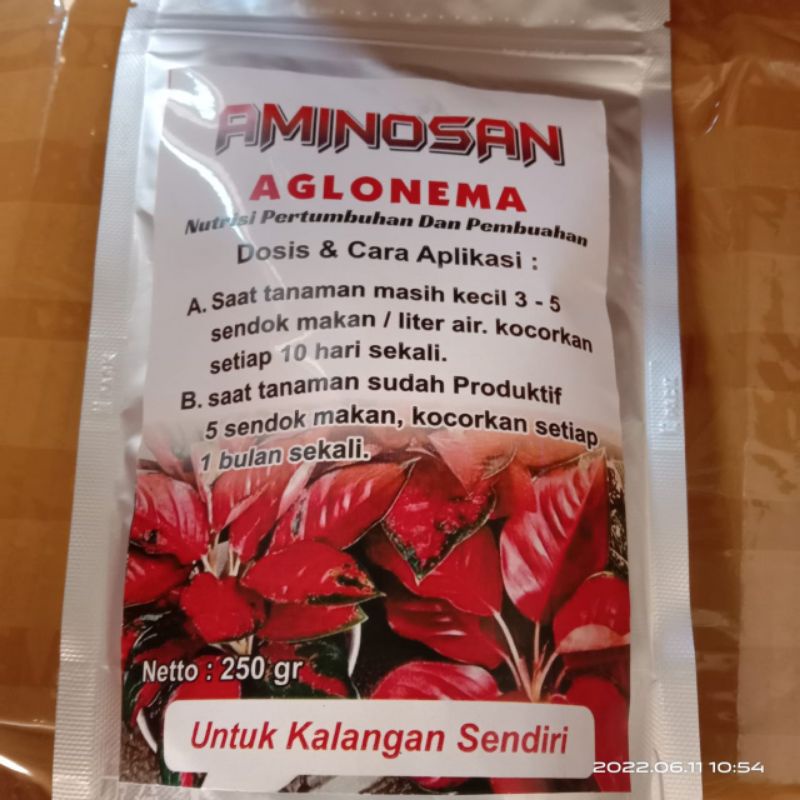 AMINOSAN
AGLONEMA
Nutrisi Pertumbuhan Dan Pembuahan
Dosis & Cara Aplikasi :
A. Saat tanaman masih kecil 3 - 5
sendok makan / liter air. kocorkan
setiap 10 hari sekali.
B. saat tanaman sudah Produktif
5 sendok makan, kocorkan setiap
1 bulan sekali.
Netto : 250 gr
Untuk Kalangan Sendiri
2022.06.11 10:54